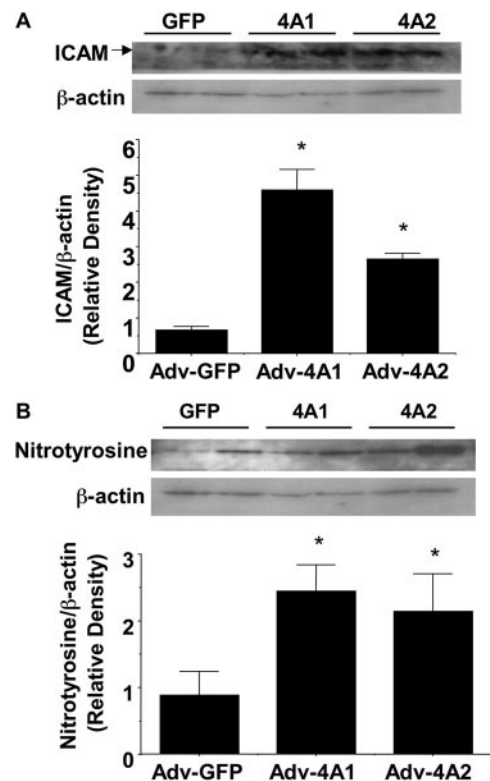 A
GFP 4A1 4A2
ICAM
β-actin
6
5
4
3
2
1
0
ICAM/β-actin
(Relative Density)
*
*
Adv-GFP Adv-4A1 Adv-4A2
B
GFP 4A1 4A2
Nitrotyrosine
β-actin
3
2
1
0
Nitrotyrosine/β-actin
(Relative Density)
* *
Adv-GFP Adv-4A1 Adv-4A2